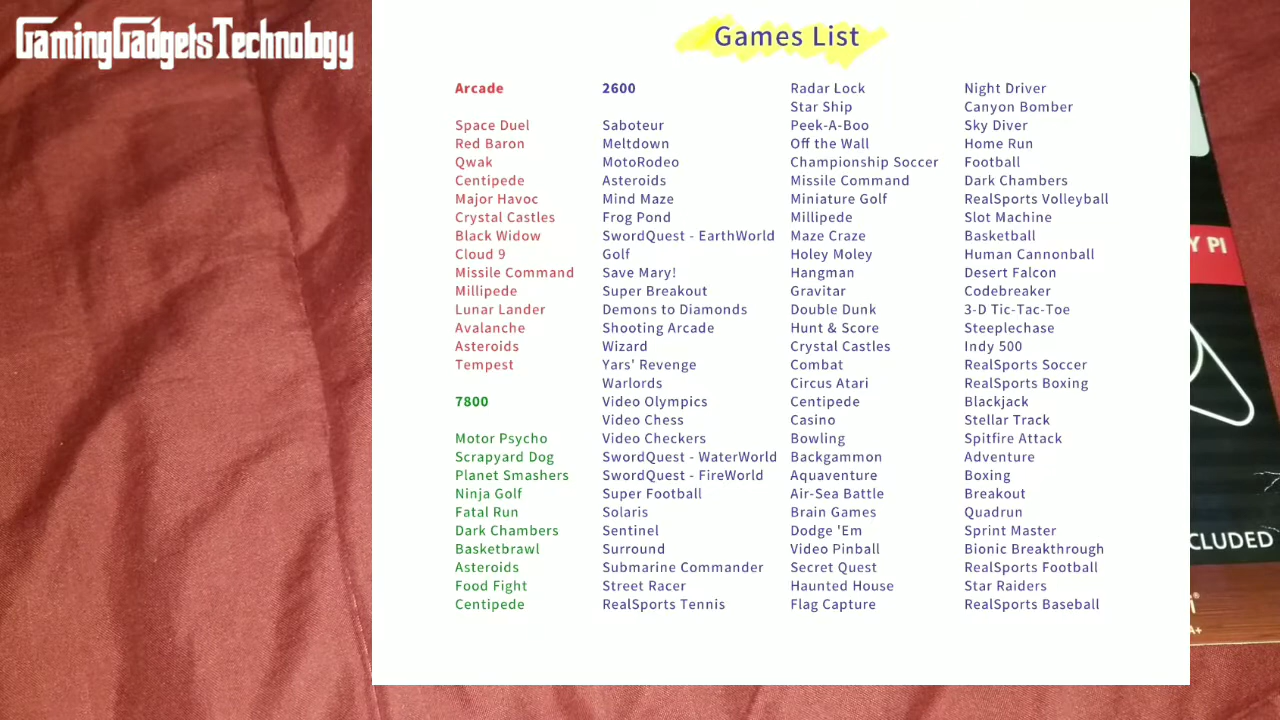 GamingGadgetsTechnology
Games List
Arcade
Space Duel
Red Baron
Qwak
Centipede
Major Havoc
Crystal Castles
Black Widow
Cloud 9
Missile Command
Millipede
Lunar Lander
Avalanche
Asteroids
Tempest
7800
Motor Psycho
Scrapyard Dog
Planet Smashers
Ninja Golf
Fatal Run
Dark Chambers
Basketbrawl
Asteroids
Food Fight
Centipede
2600
Saboteur
Meltdown
MotoRodeo
Asteroids
Mind Maze
Frog Pond
SwordQuest - EarthWorld
Golf
Save Mary!
Super Breakout
Demons to Diamonds
Shooting Arcade
Wizard
Yars' Revenge
Warlords
Video Olympics
Video Chess
Video Checkers
SwordQuest - WaterWorld
SwordQuest - FireWorld
Super Football
Solaris
Sentinel
Surround
Submarine Commander
Street Racer
RealSports Tennis
Radar Lock
Star Ship
Peek-A-Boo
Off the Wall
Championship Soccer
Missile Command
Miniature Golf
Millipede
Maze Craze
Holey Moley
Hangman
Gravitar
Double Dunk
Hunt & Score
Crystal Castles
Combat
Circus Atari
Centipede
Casino
Bowling
Backgammon
Aquaventure
Air-Sea Battle
Brain Games
Dodge 'Em
Video Pinball
Secret Quest
Haunted House
Flag Capture
Night Driver
Canyon Bomber
Sky Diver
Home Run
Football
Dark Chambers
RealSports Volleyball
Slot Machine
Basketball
Human Cannonball
Desert Falcon
Codebreaker
3-D Tic-Tac-Toe
Steeplechase
Indy 500
RealSports Soccer
RealSports Boxing
Blackjack
Stellar Track
Spitfire Attack
Adventure
Boxing
Breakout
Quadrun
Sprint Master
Bionic Breakthrough
RealSports Football
Star Raiders
RealSports Baseball
Y PI
CLUDED
A+